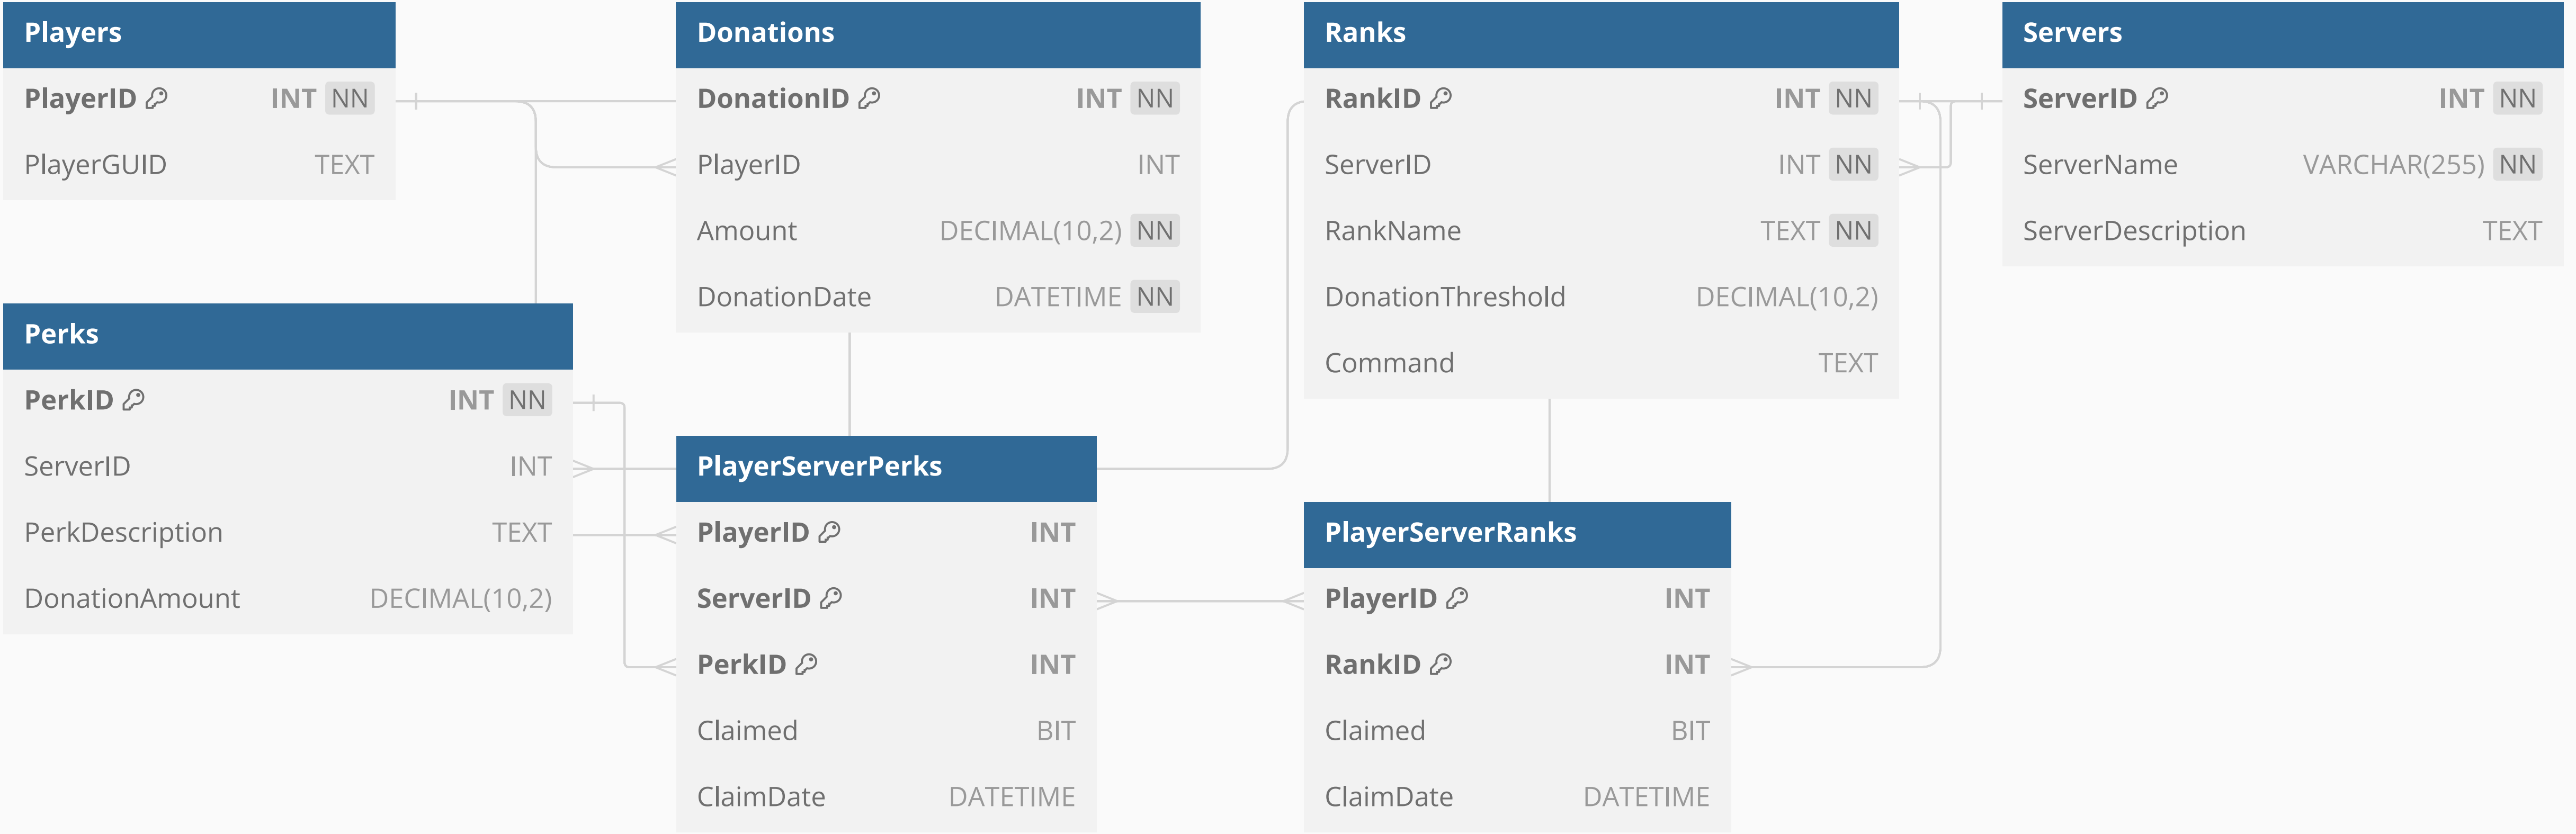 Players
PlayerID INT NN
PlayerGUID TEXT
Donations
DonationID INT NN
PlayerID INT
Amount DECIMAL(10,2) NN
DonationDate DATETIME NN
Ranks
RankID INT NN
ServerID INT NN
RankName TEXT NN
DonationThreshold DECIMAL(10,2)
Command TEXT
Servers
ServerID INT NN
ServerName VARCHAR(255) NN
ServerDescription TEXT
Perks
PerkID INT NN
ServerID INT
PerkDescription TEXT
DonationAmount DECIMAL(10,2)
PlayerServerPerks
PlayerID INT
ServerID INT
PerkID INT
Claimed BIT
ClaimDate DATETIME
PlayerServerRanks
PlayerID INT
RankID INT
Claimed BIT
ClaimDate DATETIME